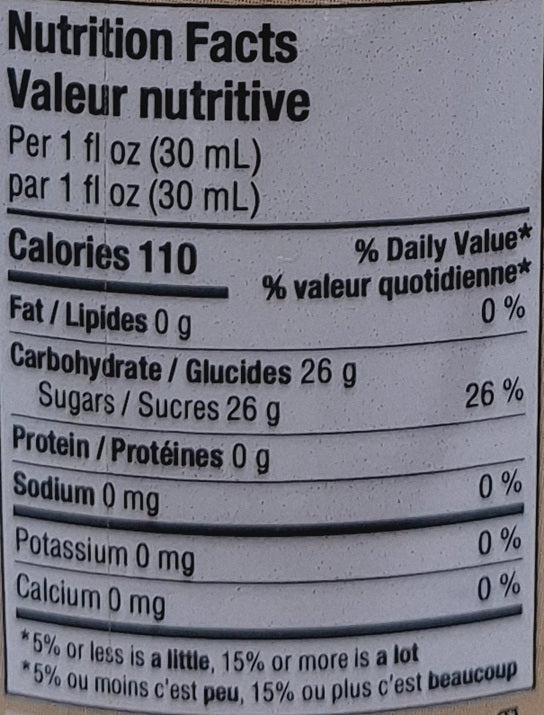 Nutrition Facts
Valeur nutritive
Per 1 fl oz (30 mL)
par 1 fl oz (30 mL)
Calories 110
% Daily Value*
% valeur quotidienne*
Fat / Lipides 0 g 0 %
Carbohydrate / Glucides 26 g
Sugars / Sucres 26 g 26 %
Protein / Protéines 0 g
Sodium 0 mg 0 %
Potassium 0 mg 0 %
Calcium 0 mg 0 %
*5% or less is a little, 15% or more is a lot
*5% ou moins c'est peu, 15% ou plus c'est beaucoup